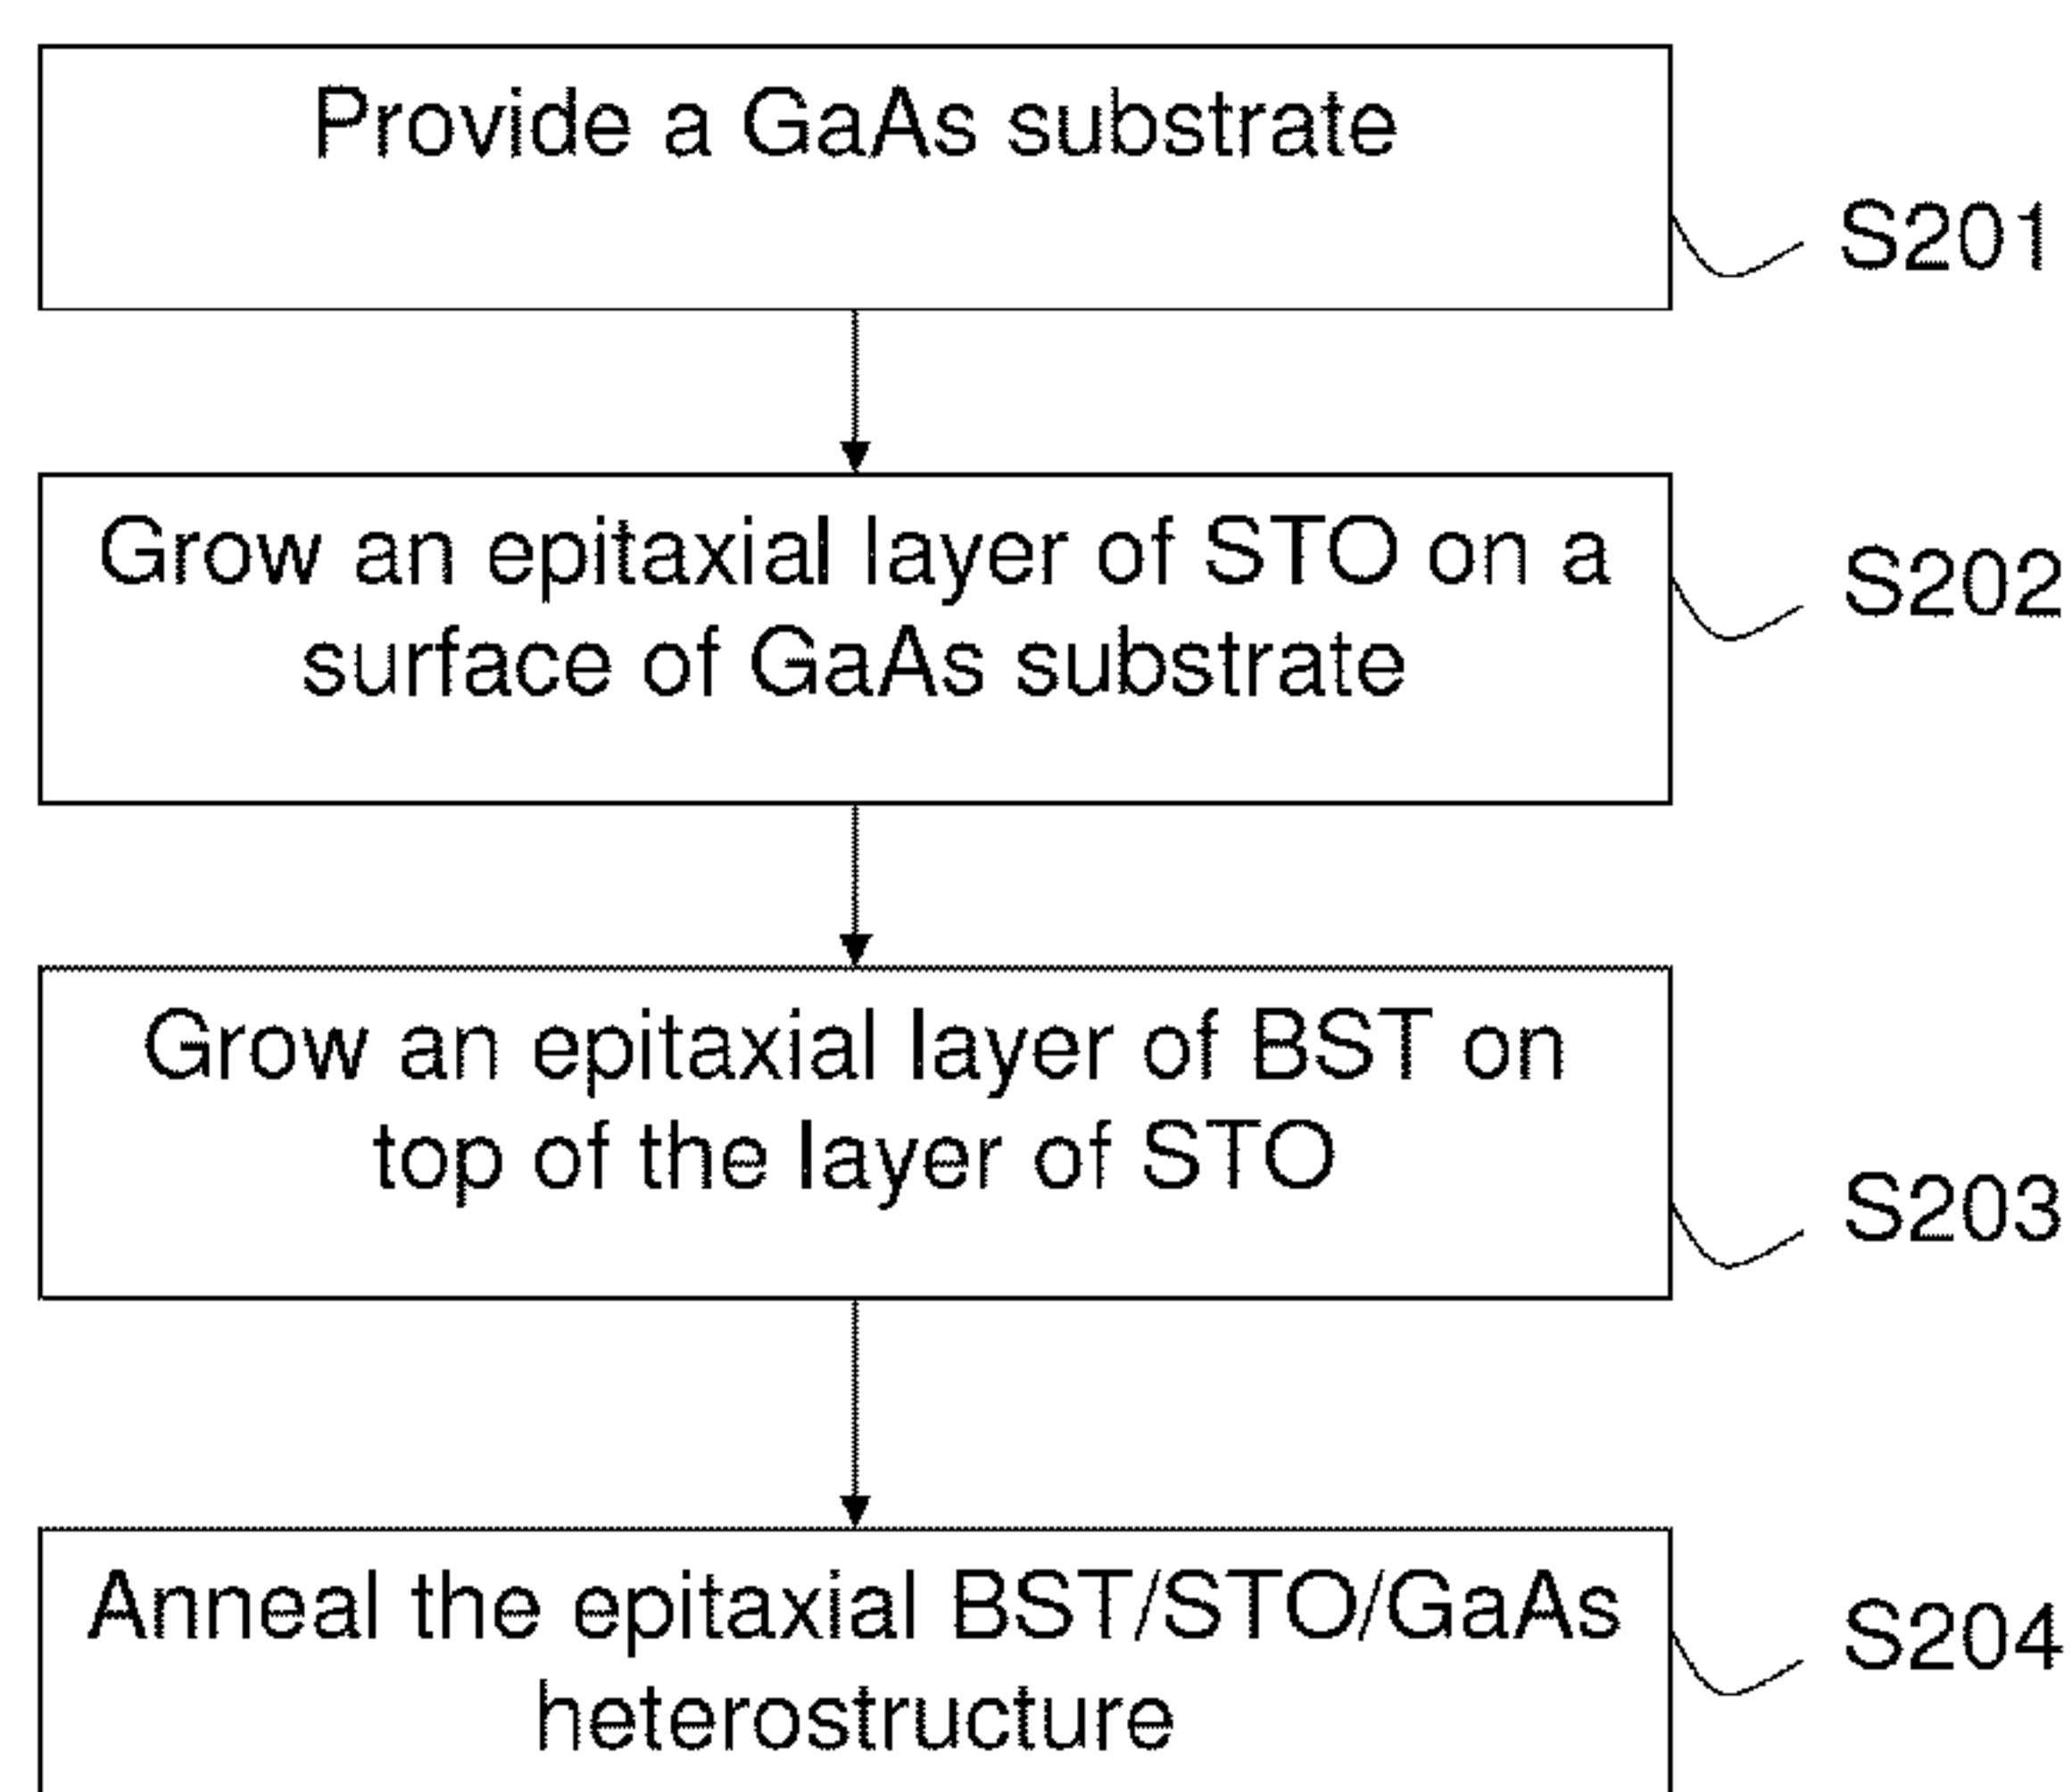 Provide a GaAs substrate
S201
Grow an epitaxial layer of STO on a
surface of GaAs substrate
S202
Grow an epitaxial layer of BST on
top of the layer of STO
S203
Anneal the epitaxial BST/STO/GaAs
heterostructure
S204